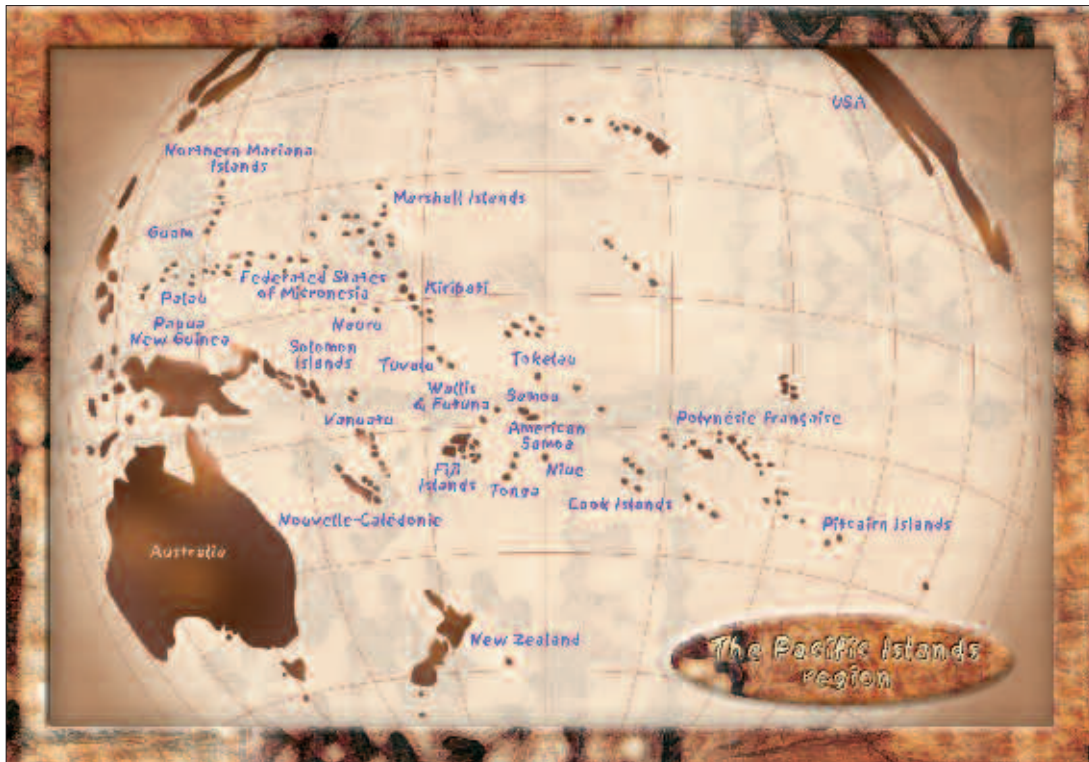 USA
Northern Mariana
Islands
Marshall Islands
Guam
Federated States
of Micronesia
Kiribati
Palau
Papua
New Guinea
Nauru
Solomon
Islands
Tuvalu
Tokelau
Wallis
& Futuna
Samoa
Vanuatu
Polynésie Française
American
Samoa
Fiji
Islands
Niue
Tonga
Cook Islands
Nouvelle-Calédonie
Pitcairn Islands
Australia
New Zealand
The Pacific Islands
region